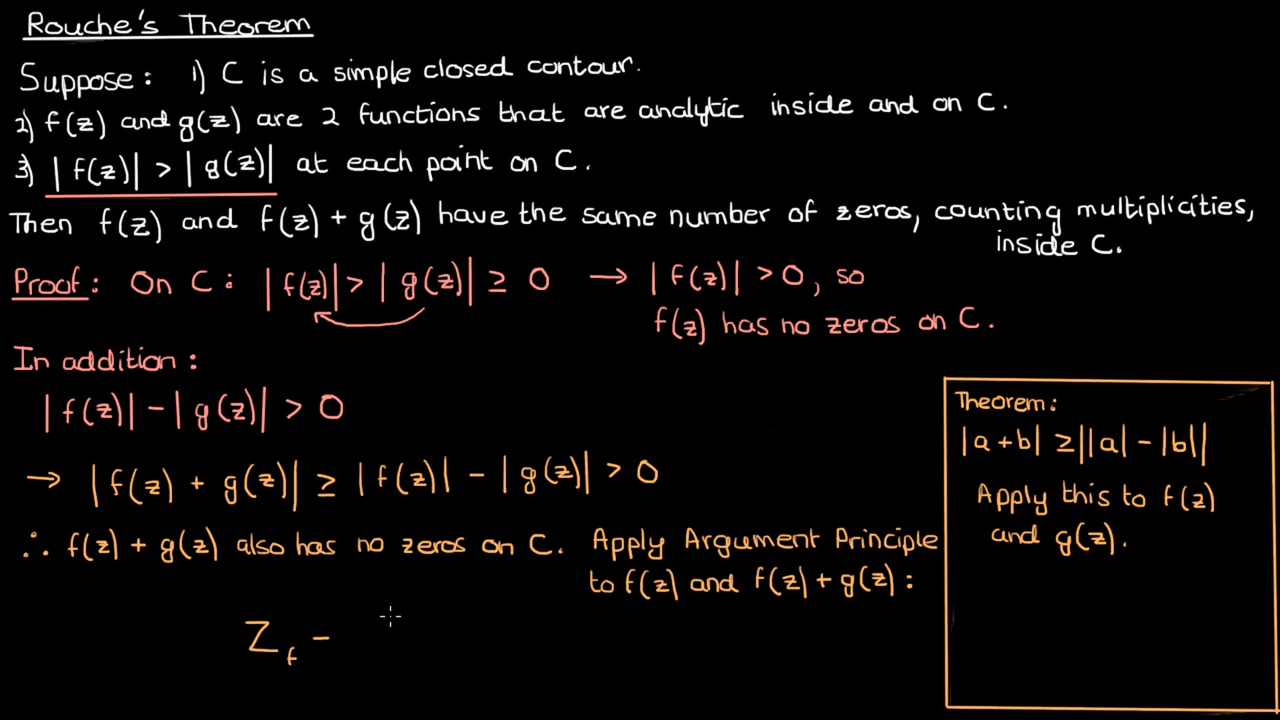 Rouche's Theorem
Suppose: 1) C is a simple closed contour.
2) f(z) and g(z) are 2 functions that are analytic inside and on C.
3) |f(z)| > |g(z)| at each point on C.
Then f(z) and f(z) + g(z) have the same number of zeros, counting multiplicities,
inside C.
Proof: On C: |f(z)| > |g(z)| ≥ 0 → |f(z)| > 0, so
f(z) has no zeros on C.
In addition:
|f(z)| - |g(z)| > 0
→ |f(z) + g(z)| ≥ |f(z)| - |g(z)| > 0
∴ f(z) + g(z) also has no zeros on C. Apply Argument Principle
to f(z) and f(z) + g(z):
Z_f -
Theorem:
|a + b| ≥ ||a| - |b||
Apply this to f(z)
and g(z).